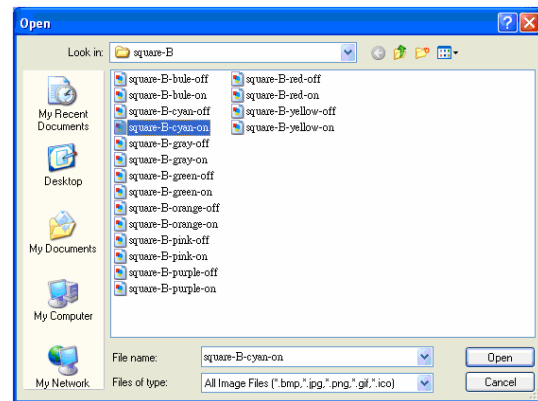 Open
Look in:
square-B
My Recent
Documents
Desktop
My Documents
My Computer
My Network
square-B-bule-off
square-B-bule-on
square-B-cyan-off
square-B-cyan-on
square-B-gray-off
square-B-gray-on
square-B-green-off
square-B-green-on
square-B-orange-off
square-B-orange-on
square-B-pink-off
square-B-pink-on
square-B-purple-off
square-B-purple-on
square-B-red-off
square-B-red-on
square-B-yellow-off
square-B-yellow-on
File name:
square-B-cyan-on
Open
Files of type:
All Image Files (*.bmp,*.jpg,*.png,*.gif,*.ico)
Cancel